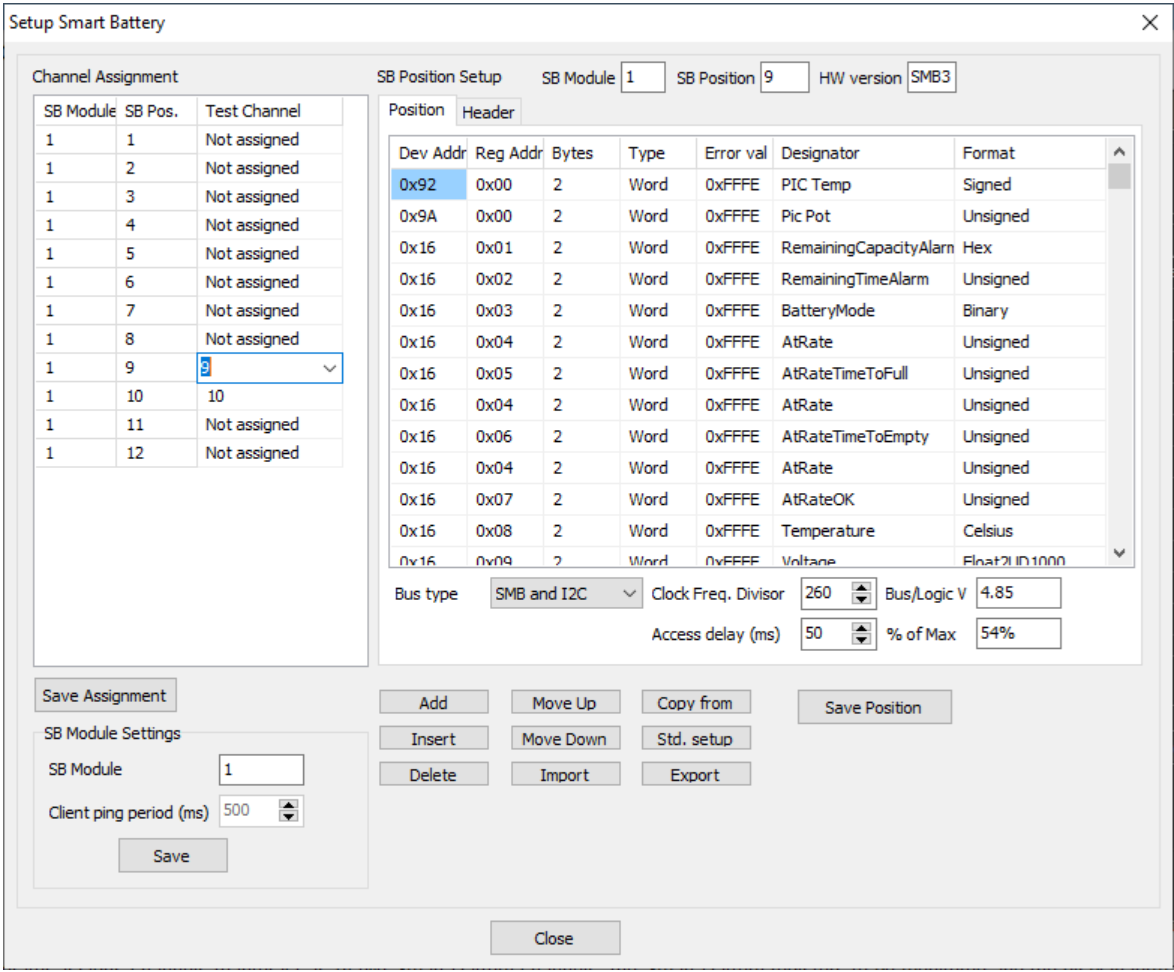 Setup Smart Battery
Channel Assignment
SB Module SB Pos. Test Channel
1 1 Not assigned
1 2 Not assigned
1 3 Not assigned
1 4 Not assigned
1 5 Not assigned
1 6 Not assigned
1 7 Not assigned
1 8 Not assigned
1 9 9
1 10 10
1 11 Not assigned
1 12 Not assigned
Save Assignment
SB Module Settings
SB Module 1
Client ping period (ms) 500
Save
SB Position Setup SB Module 1 SB Position 9 HW version SMB3
Position Header
Dev Addr Reg Addr Bytes Type Error val Designator Format
0x92 0x00 2 Word 0xFFFE PIC Temp Signed
0x9A 0x00 2 Word 0xFFFE Pic Pot Unsigned
0x16 0x01 2 Word 0xFFFE RemainingCapacityAlarm Hex
0x16 0x02 2 Word 0xFFFE RemainingTimeAlarm Unsigned
0x16 0x03 2 Word 0xFFFE BatteryMode Binary
0x16 0x04 2 Word 0xFFFE AtRate Unsigned
0x16 0x05 2 Word 0xFFFE AtRateTimeToFull Unsigned
0x16 0x04 2 Word 0xFFFE AtRate Unsigned
0x16 0x06 2 Word 0xFFFE AtRateTimeToEmpty Unsigned
0x16 0x04 2 Word 0xFFFE AtRate Unsigned
0x16 0x07 2 Word 0xFFFE AtRateOK Unsigned
0x16 0x08 2 Word 0xFFFE Temperature Celsius
0x16 0x09 2 Word 0xFFFE Voltage Float2UD1000
Bus type SMB and I2C Clock Freq. Divisor 260 Bus/Logic V 4.85
Access delay (ms) 50 % of Max 54%
Add Move Up Copy from Save Position
Insert Move Down Std. setup
Delete Import Export
Close